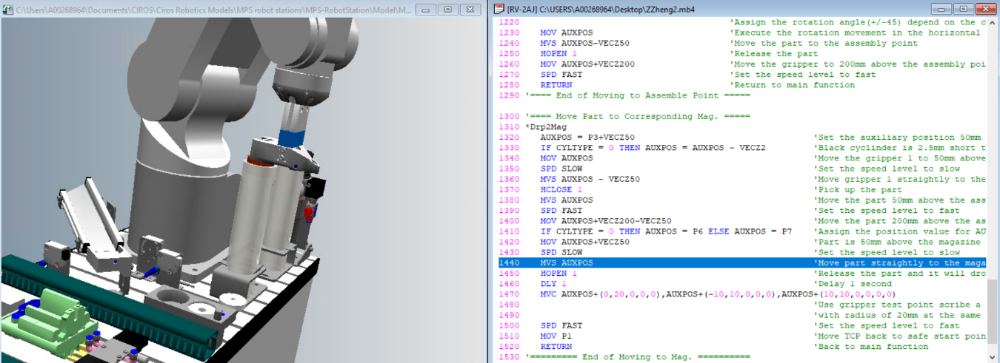 C:\Users\A00268964\Documents\CIROS\Ciros Robotics Models\MPS robot stations\MPS-RobotStation\Model\M...
[RV-2AJ] C:\USERS\A00268964\Desktop\ZZheng2.mb4
1220 'Assign the rotation angle(+/-45) depend on the c
1230 MOV AUXPOS 'Execute the rotation movement in the horizontal
1240 MVS AUXPOS-VECZ50 'Move the part to the assembly point
1250 HOPEN 1 'Release the part
1260 MOV AUXPOS+VECZ200 'Move the gripper to 200mm above the assembly poi
1270 SPD FAST 'Set the speed level to fast
1280 RETURN 'Return to main function
1290 '==== End of Moving to Assemble Point =====
1300 '==== Move Part to Corresponding Mag. =====
1310 *Drp2Mag
1320 AUXPOS = P3+VECZ50 'Set the auxiliary position 50mm
1330 IF CYLTYPE = 0 THEN AUXPOS = AUXPOS - VECZ2 'Black cyclinder is 2.5mm short t
1340 MOV AUXPOS 'Move the gripper 1 to 50mm above
1350 SPD SLOW 'Set the speed level to slow
1360 MVS AUXPOS - VECZ50 'Move gripper 1 straightly to the
1370 HCLOSE 1 'Pick up the part
1380 MVS AUXPOS 'Move the part 50mm above the ass
1390 SPD FAST 'Set the speed level to fast
1400 MOV AUXPOS+VECZ200-VECZ50 'Move the part 200mm above the as
1410 IF CYLTYPE = 0 THEN AUXPOS = P6 ELSE AUXPOS = P7 'Assign the position value for AU
1420 MOV AUXPOS+VECZ50 'Part is 50mm above the magazine
1430 SPD SLOW 'Set the speed level to slow
1440 MVS AUXPOS 'Move part straightly to the maga
1450 HOPEN 1 'Release the part and it will dro
1460 DLY 1 'Delay 1 second
1470 MVC AUXPOS+(0,20,0,0,0),AUXPOS+(-10,10,0,0,0),AUXPOS+(10,10,0,0,0,0)
1480 'Use gripper test point scribe a
1490 'with radius of 20mm at the same
1500 SPD FAST 'Set the speed level to fast
1510 MOV P1 'Move TCP back to safe start poin
1520 RETURN 'Back to main function
1530 '========= End of Moving to Mag. ==========